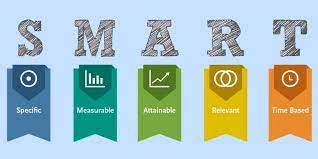 SMART
Specific Measurable Attainable Relevant Time Based